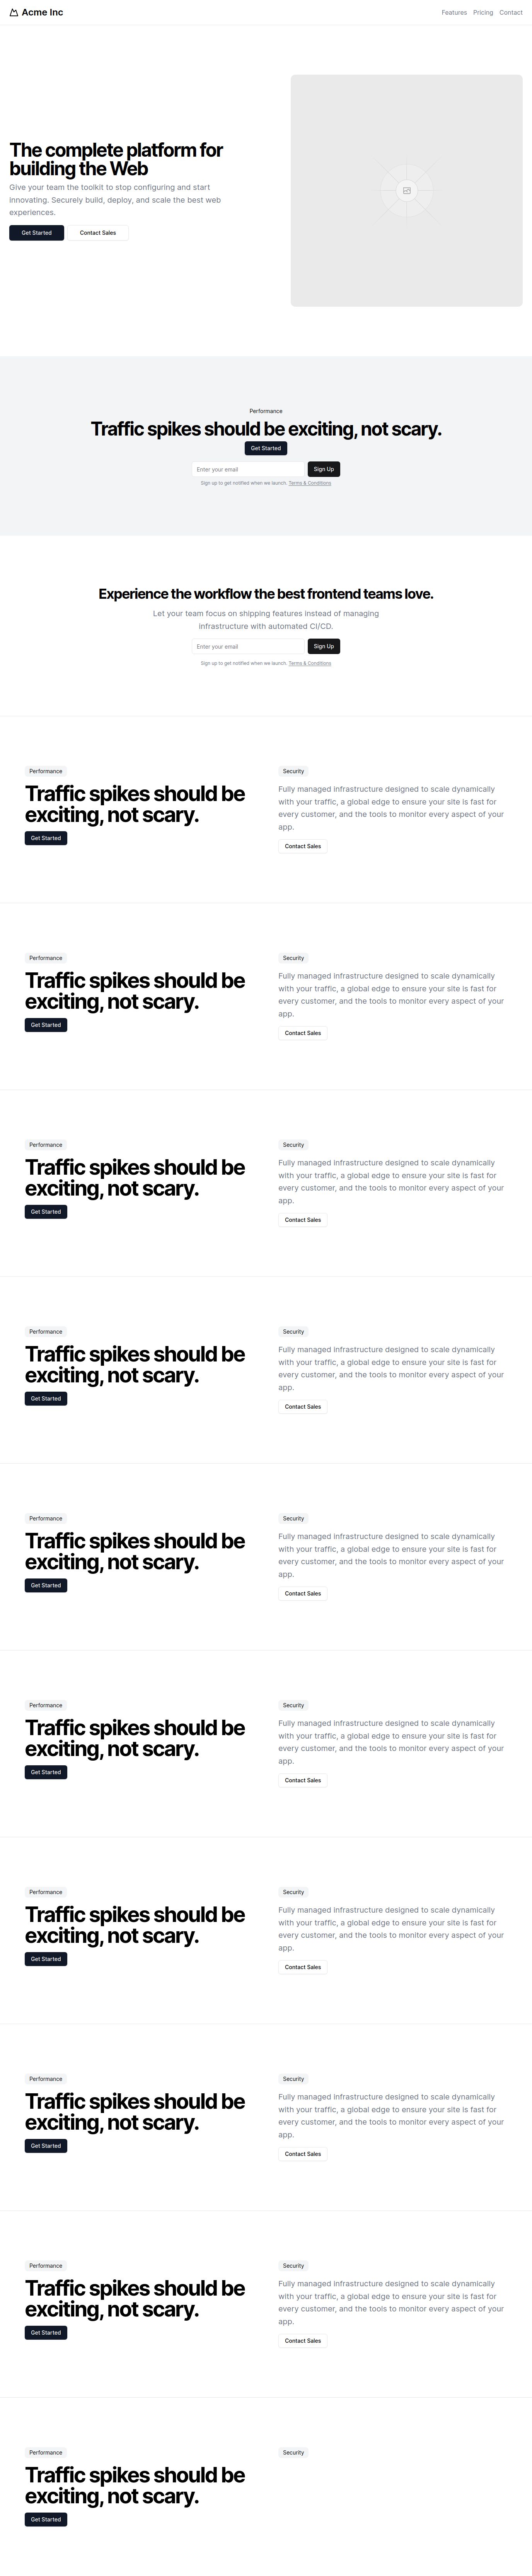 Acme Inc
Features Pricing Contact
The complete platform for
building the Web
Give your team the toolkit to stop configuring and start
innovating. Securely build, deploy, and scale the best web
experiences.
Get Started Contact Sales
Performance
Traffic spikes should be exciting, not scary.
Get Started
Enter your email Sign Up
Sign up to get notified when we launch. Terms & Conditions
Experience the workflow the best frontend teams love.
Let your team focus on shipping features instead of managing
infrastructure with automated CI/CD.
Enter your email Sign Up
Sign up to get notified when we launch. Terms & Conditions
Performance
Traffic spikes should be
exciting, not scary.
Get Started
Security
Fully managed infrastructure designed to scale dynamically
with your traffic, a global edge to ensure your site is fast for
every customer, and the tools to monitor every aspect of your
app.
Contact Sales
Performance
Traffic spikes should be
exciting, not scary.
Get Started
Security
Fully managed infrastructure designed to scale dynamically
with your traffic, a global edge to ensure your site is fast for
every customer, and the tools to monitor every aspect of your
app.
Contact Sales
Performance
Traffic spikes should be
exciting, not scary.
Get Started
Security
Fully managed infrastructure designed to scale dynamically
with your traffic, a global edge to ensure your site is fast for
every customer, and the tools to monitor every aspect of your
app.
Contact Sales
Performance
Traffic spikes should be
exciting, not scary.
Get Started
Security
Fully managed infrastructure designed to scale dynamically
with your traffic, a global edge to ensure your site is fast for
every customer, and the tools to monitor every aspect of your
app.
Contact Sales
Performance
Traffic spikes should be
exciting, not scary.
Get Started
Security
Fully managed infrastructure designed to scale dynamically
with your traffic, a global edge to ensure your site is fast for
every customer, and the tools to monitor every aspect of your
app.
Contact Sales
Performance
Traffic spikes should be
exciting, not scary.
Get Started
Security
Fully managed infrastructure designed to scale dynamically
with your traffic, a global edge to ensure your site is fast for
every customer, and the tools to monitor every aspect of your
app.
Contact Sales
Performance
Traffic spikes should be
exciting, not scary.
Get Started
Security
Fully managed infrastructure designed to scale dynamically
with your traffic, a global edge to ensure your site is fast for
every customer, and the tools to monitor every aspect of your
app.
Contact Sales
Performance
Traffic spikes should be
exciting, not scary.
Get Started
Security
Fully managed infrastructure designed to scale dynamically
with your traffic, a global edge to ensure your site is fast for
every customer, and the tools to monitor every aspect of your
app.
Contact Sales
Performance
Traffic spikes should be
exciting, not scary.
Get Started
Security
Fully managed infrastructure designed to scale dynamically
with your traffic, a global edge to ensure your site is fast for
every customer, and the tools to monitor every aspect of your
app.
Contact Sales
Performance
Traffic spikes should be
exciting, not scary.
Get Started
Security